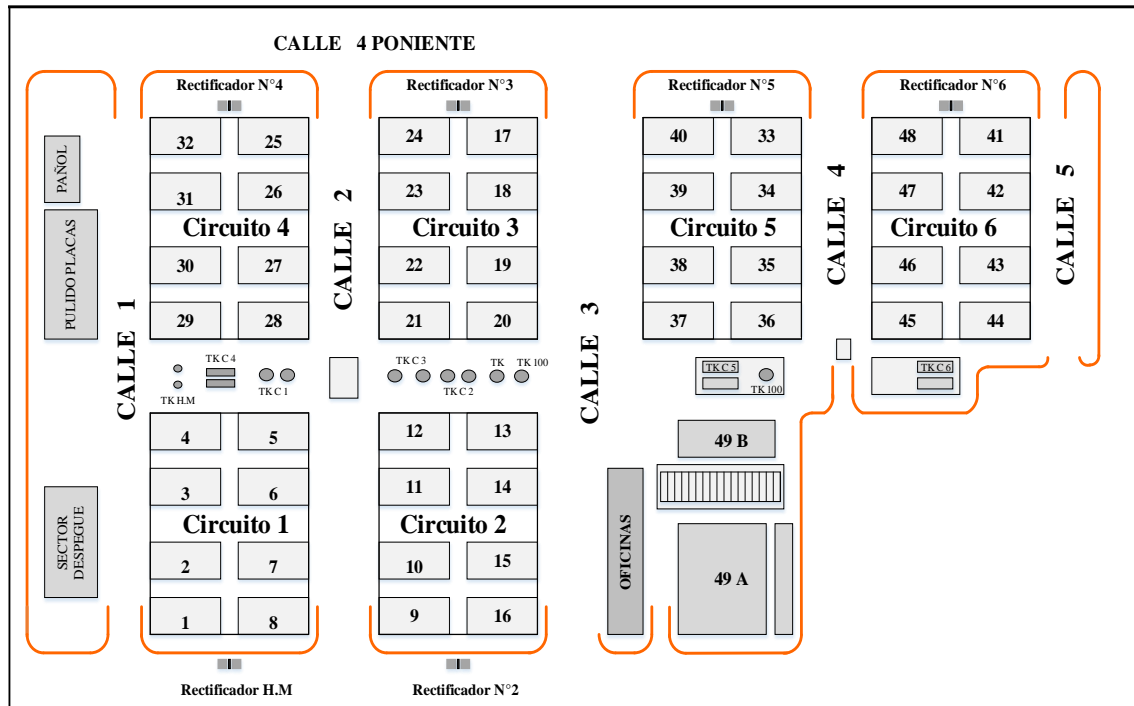 CALLE 4 PONIENTE
Rectificador N°4
Rectificador N°3
Rectificador N°5
Rectificador N°6
32 25
24 17
40 33
48 41
PAÑOL
31 26
23 18
39 34
47 42
CALLE 2
CALLE 4
CALLE 5
Circuito 4
Circuito 3
Circuito 5
Circuito 6
PULIDO PLACAS
30 27
22 19
38 35
46 43
CALLE 1
CALLE 3
29 28
21 20
37 36
45 44
TK C 4
TK H.M
TK C 1
TK C 3
TK C 2
TK
TK 100
TK C 5
TK 100
TK C 6
4 5
12 13
49 B
3 6
11 14
Circuito 1
Circuito 2
SECTOR
DESPEGUE
OFICINAS
2 7
10 15
49 A
1 8
9 16
Rectificador H.M
Rectificador N°2